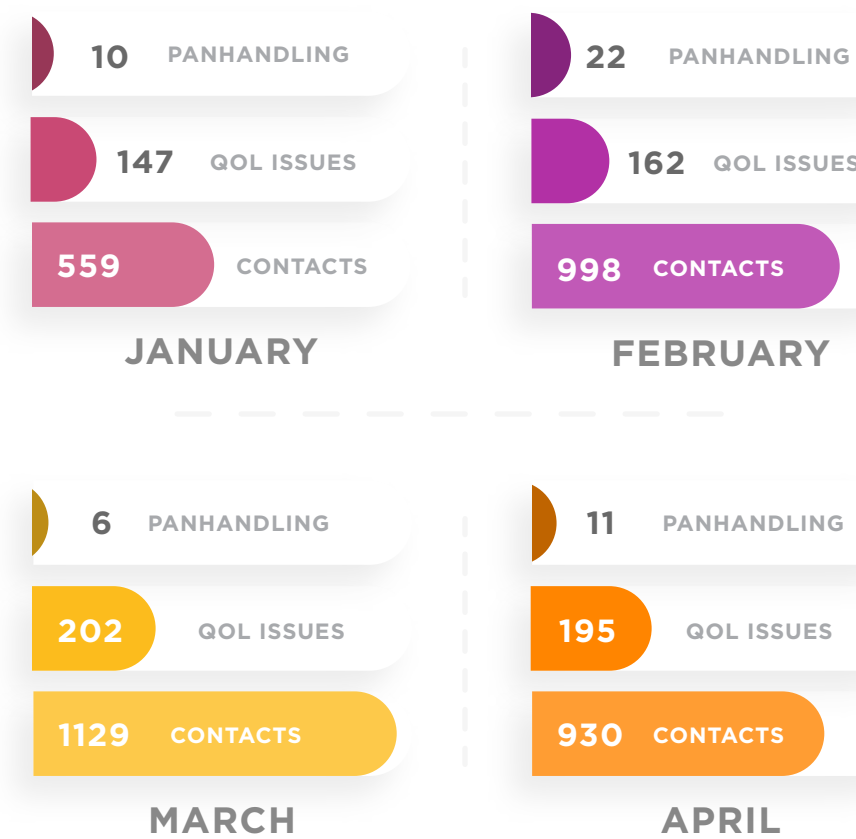 10 PANHANDLING
147 QOL ISSUES
559 CONTACTS
JANUARY
22 PANHANDLING
162 QOL ISSUES
998 CONTACTS
FEBRUARY
6 PANHANDLING
202 QOL ISSUES
1129 CONTACTS
MARCH
11 PANHANDLING
195 QOL ISSUES
930 CONTACTS
APRIL